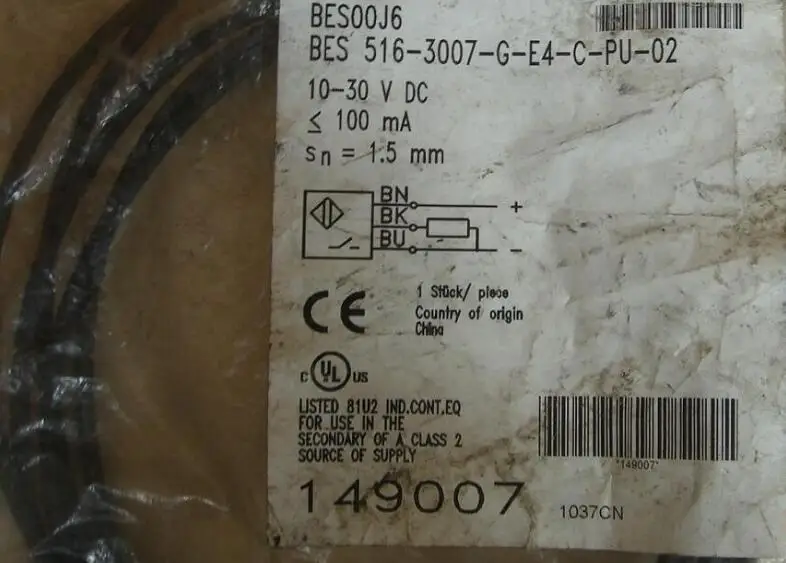 BES00J6
BES 516-3007-G-E4-C-PU-02
10-30 V DC
≤ 100 mA
sn = 1.5 mm
BN +
BK
BU -
CE
1 Stück/ piece
Country of origin
China
C UL US
LISTED 81U2 IND.CONT.EQ
FOR USE IN THE
SECONDARY OF A CLASS 2
SOURCE OF SUPPLY
*149007*
149007
1037CN